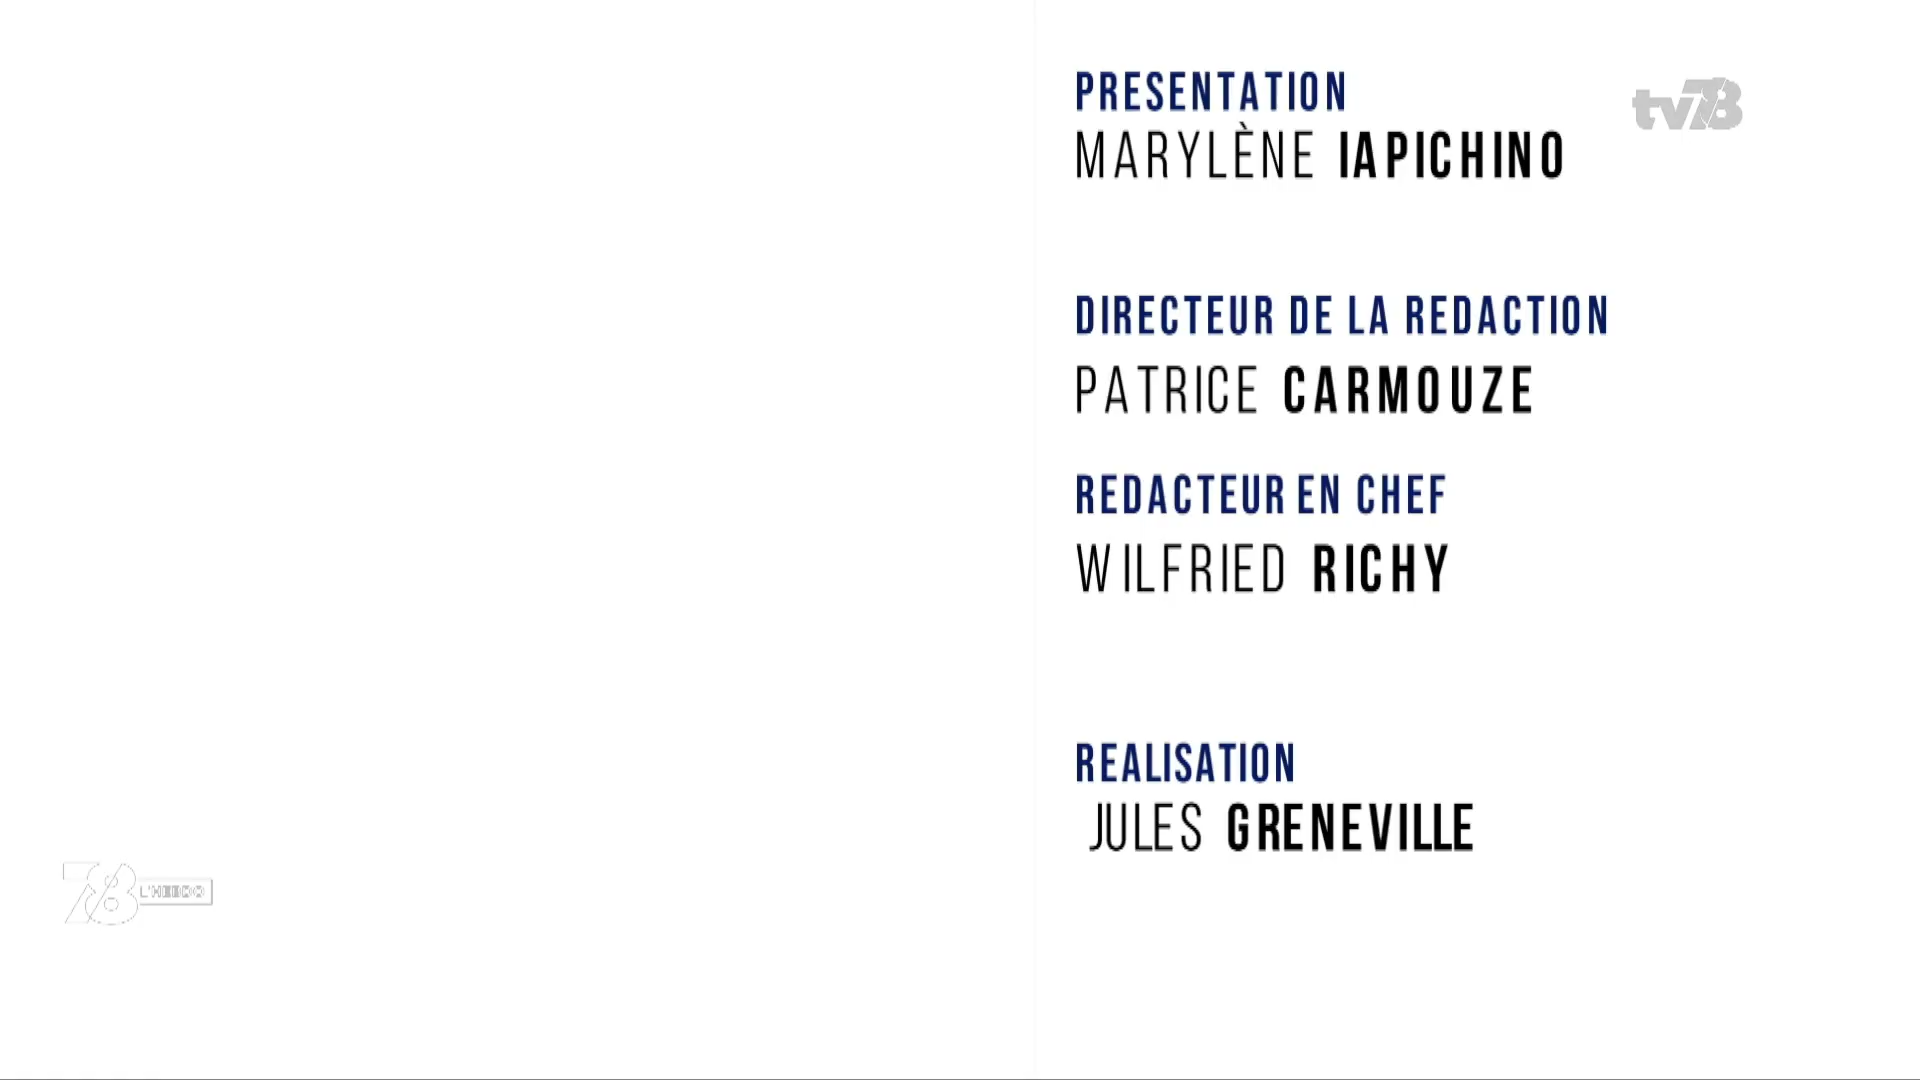 PRESENTATION
tv78
MARYLÈNE IAPICHINO
DIRECTEUR DE LA REDACTION
PATRICE CARMOUZE
REDACTEUR EN CHEF
WILFRIED RICHY
REALISATION
JULES GRENEVILLE
78 L'HEBDO